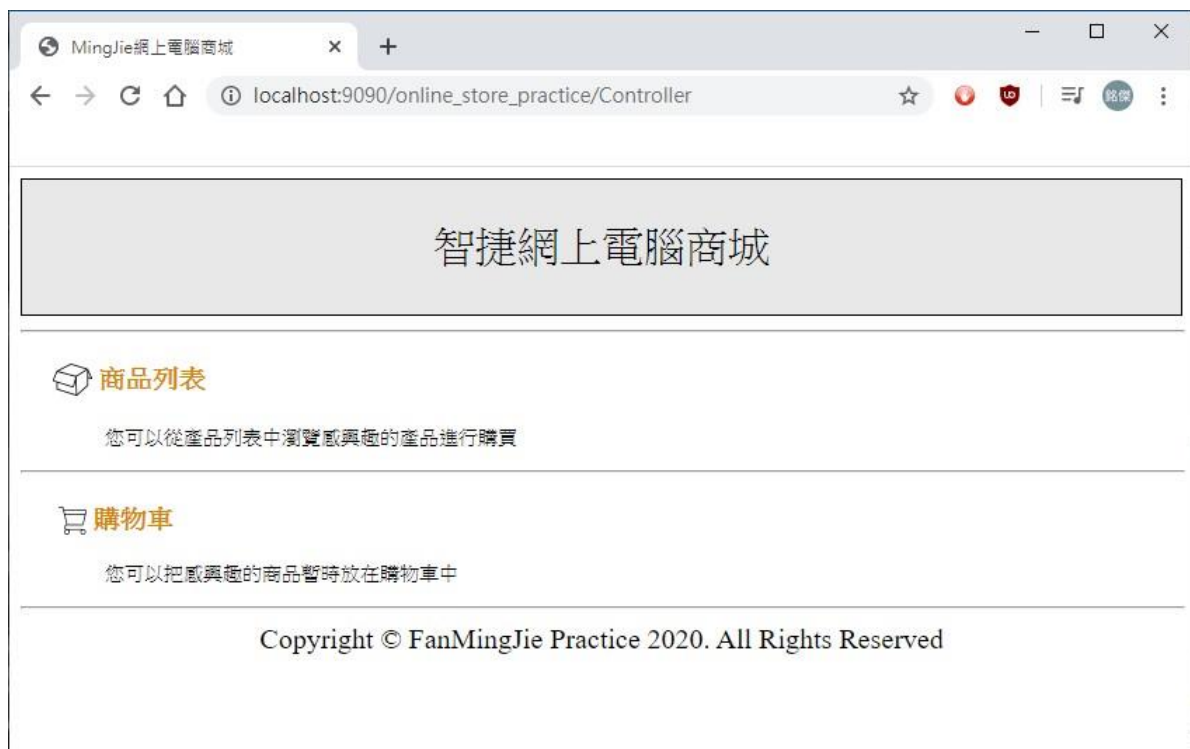 MingJie網上電腦商城
localhost:9090/online_store_practice/Controller
銘傑
智捷網上電腦商城
商品列表
您可以從產品列表中瀏覽感興趣的產品進行購買
購物車
您可以把感興趣的商品暫時放在購物車中
Copyright © FanMingJie Practice 2020. All Rights Reserved